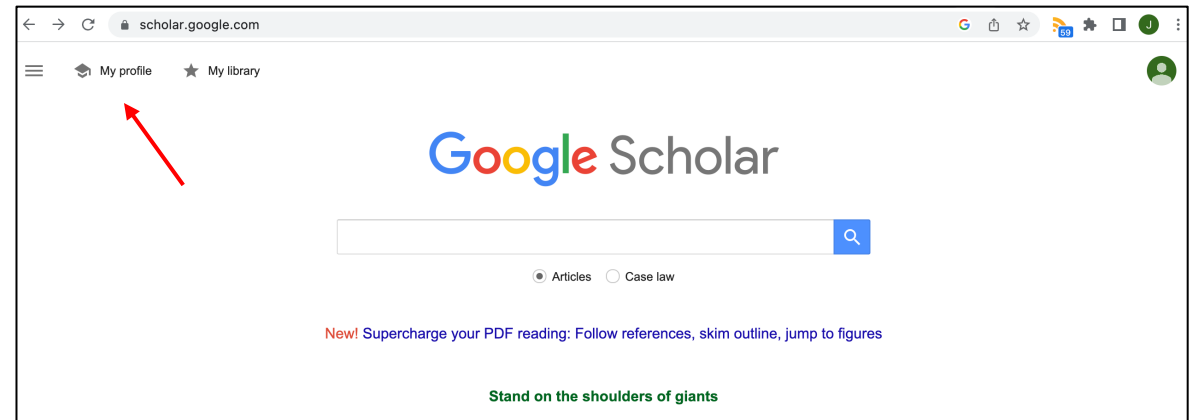 scholar.google.com
G
59
J
My profile
My library
Google Scholar
Articles
Case law
New! Supercharge your PDF reading: Follow references, skim outline, jump to figures
Stand on the shoulders of giants